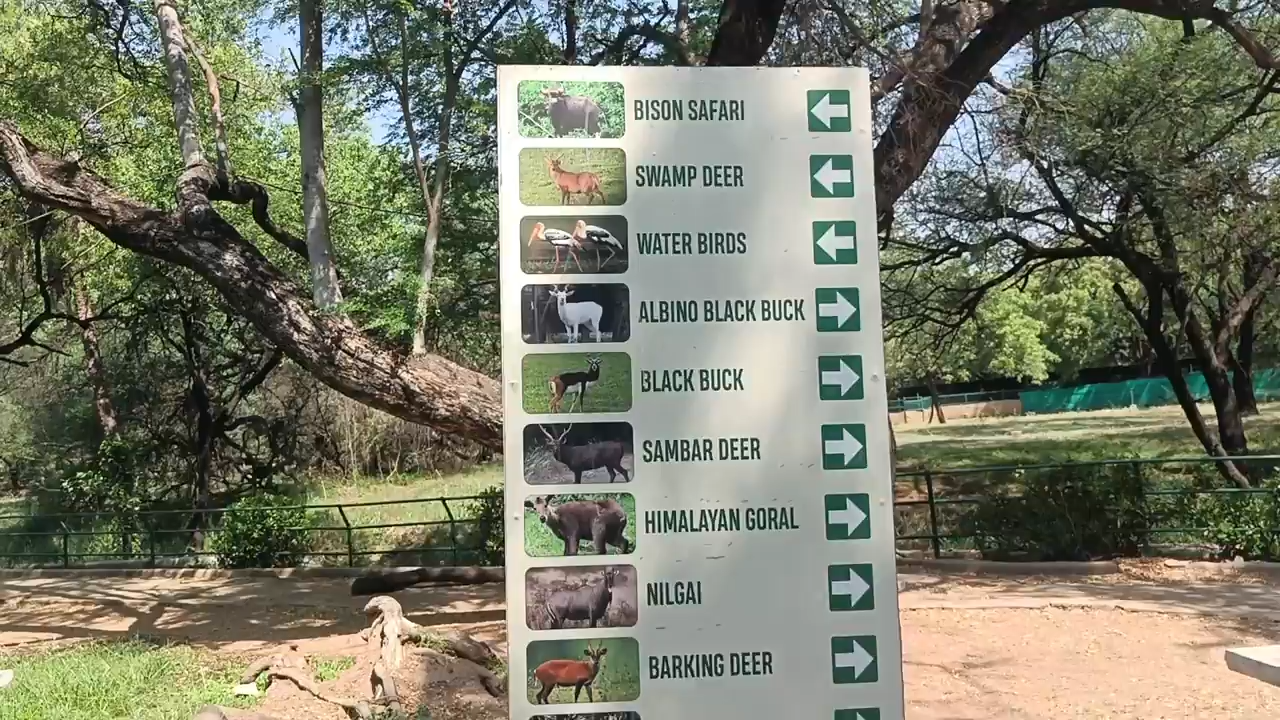 BISON SAFARI
SWAMP DEER
WATER BIRDS
ALBINO BLACK BUCK
BLACK BUCK
SAMBAR DEER
HIMALAYAN GORAL
NILGAI
BARKING DEER